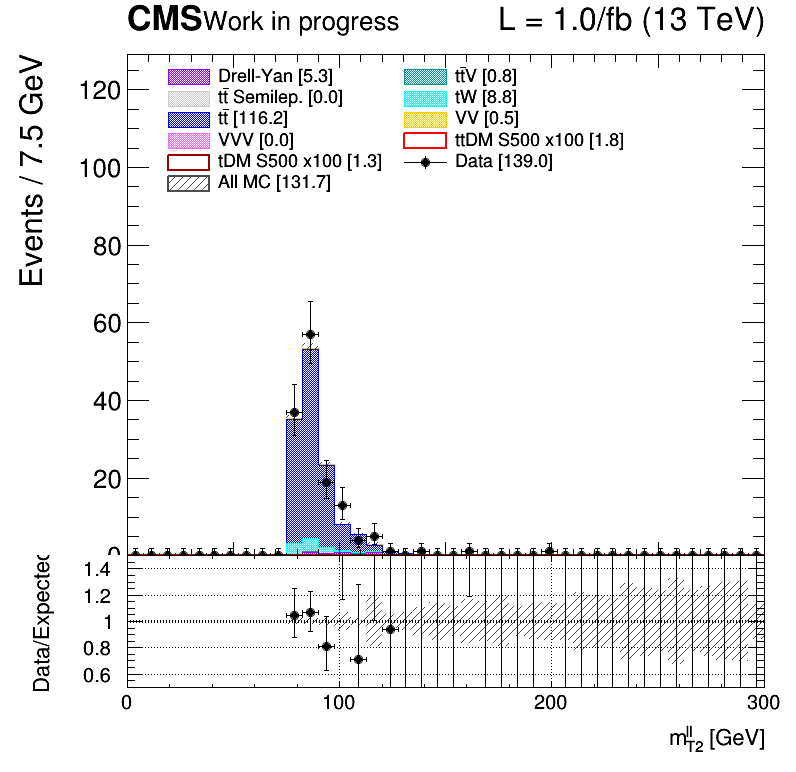 CMS Work in progress L = 1.0/fb (13 TeV)
Events / 7.5 GeV
Drell-Yan [5.3]
tt̄ Semilep. [0.0]
tt̄ [116.2]
VVV [0.0]
tDM S500 x100 [1.3]
All MC [131.7]
tt̄V [0.8]
tW [8.8]
VV [0.5]
ttDM S500 x100 [1.8]
Data [139.0]
120
100
80
60
40
20
0
Data/Expected
1.4
1.2
1
0.8
0.6
0 100 200 300
m_{T2}^{ll} [GeV]